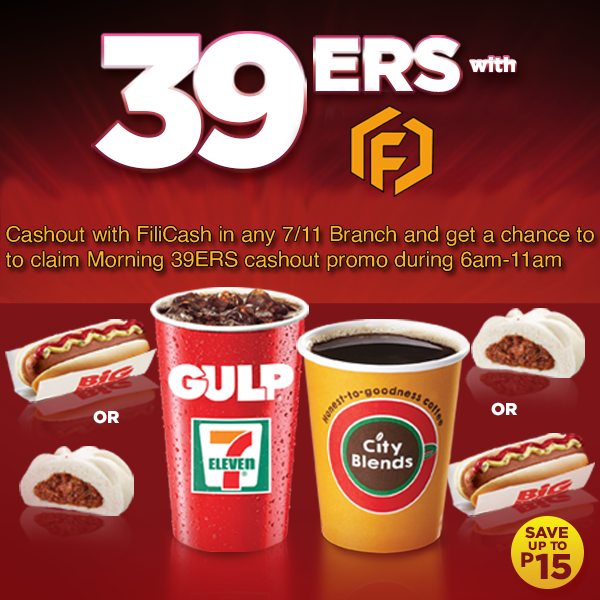 39ERS with
F
Cashout with FiliCash in any 7/11 Branch and get a chance to
to claim Morning 39ERS cashout promo during 6am-11am
BIG
OR
GULP
7
ELEVEN
Honest-to-goodness coffee
City
Blends
OR
BIG
SAVE
UP TO
P15